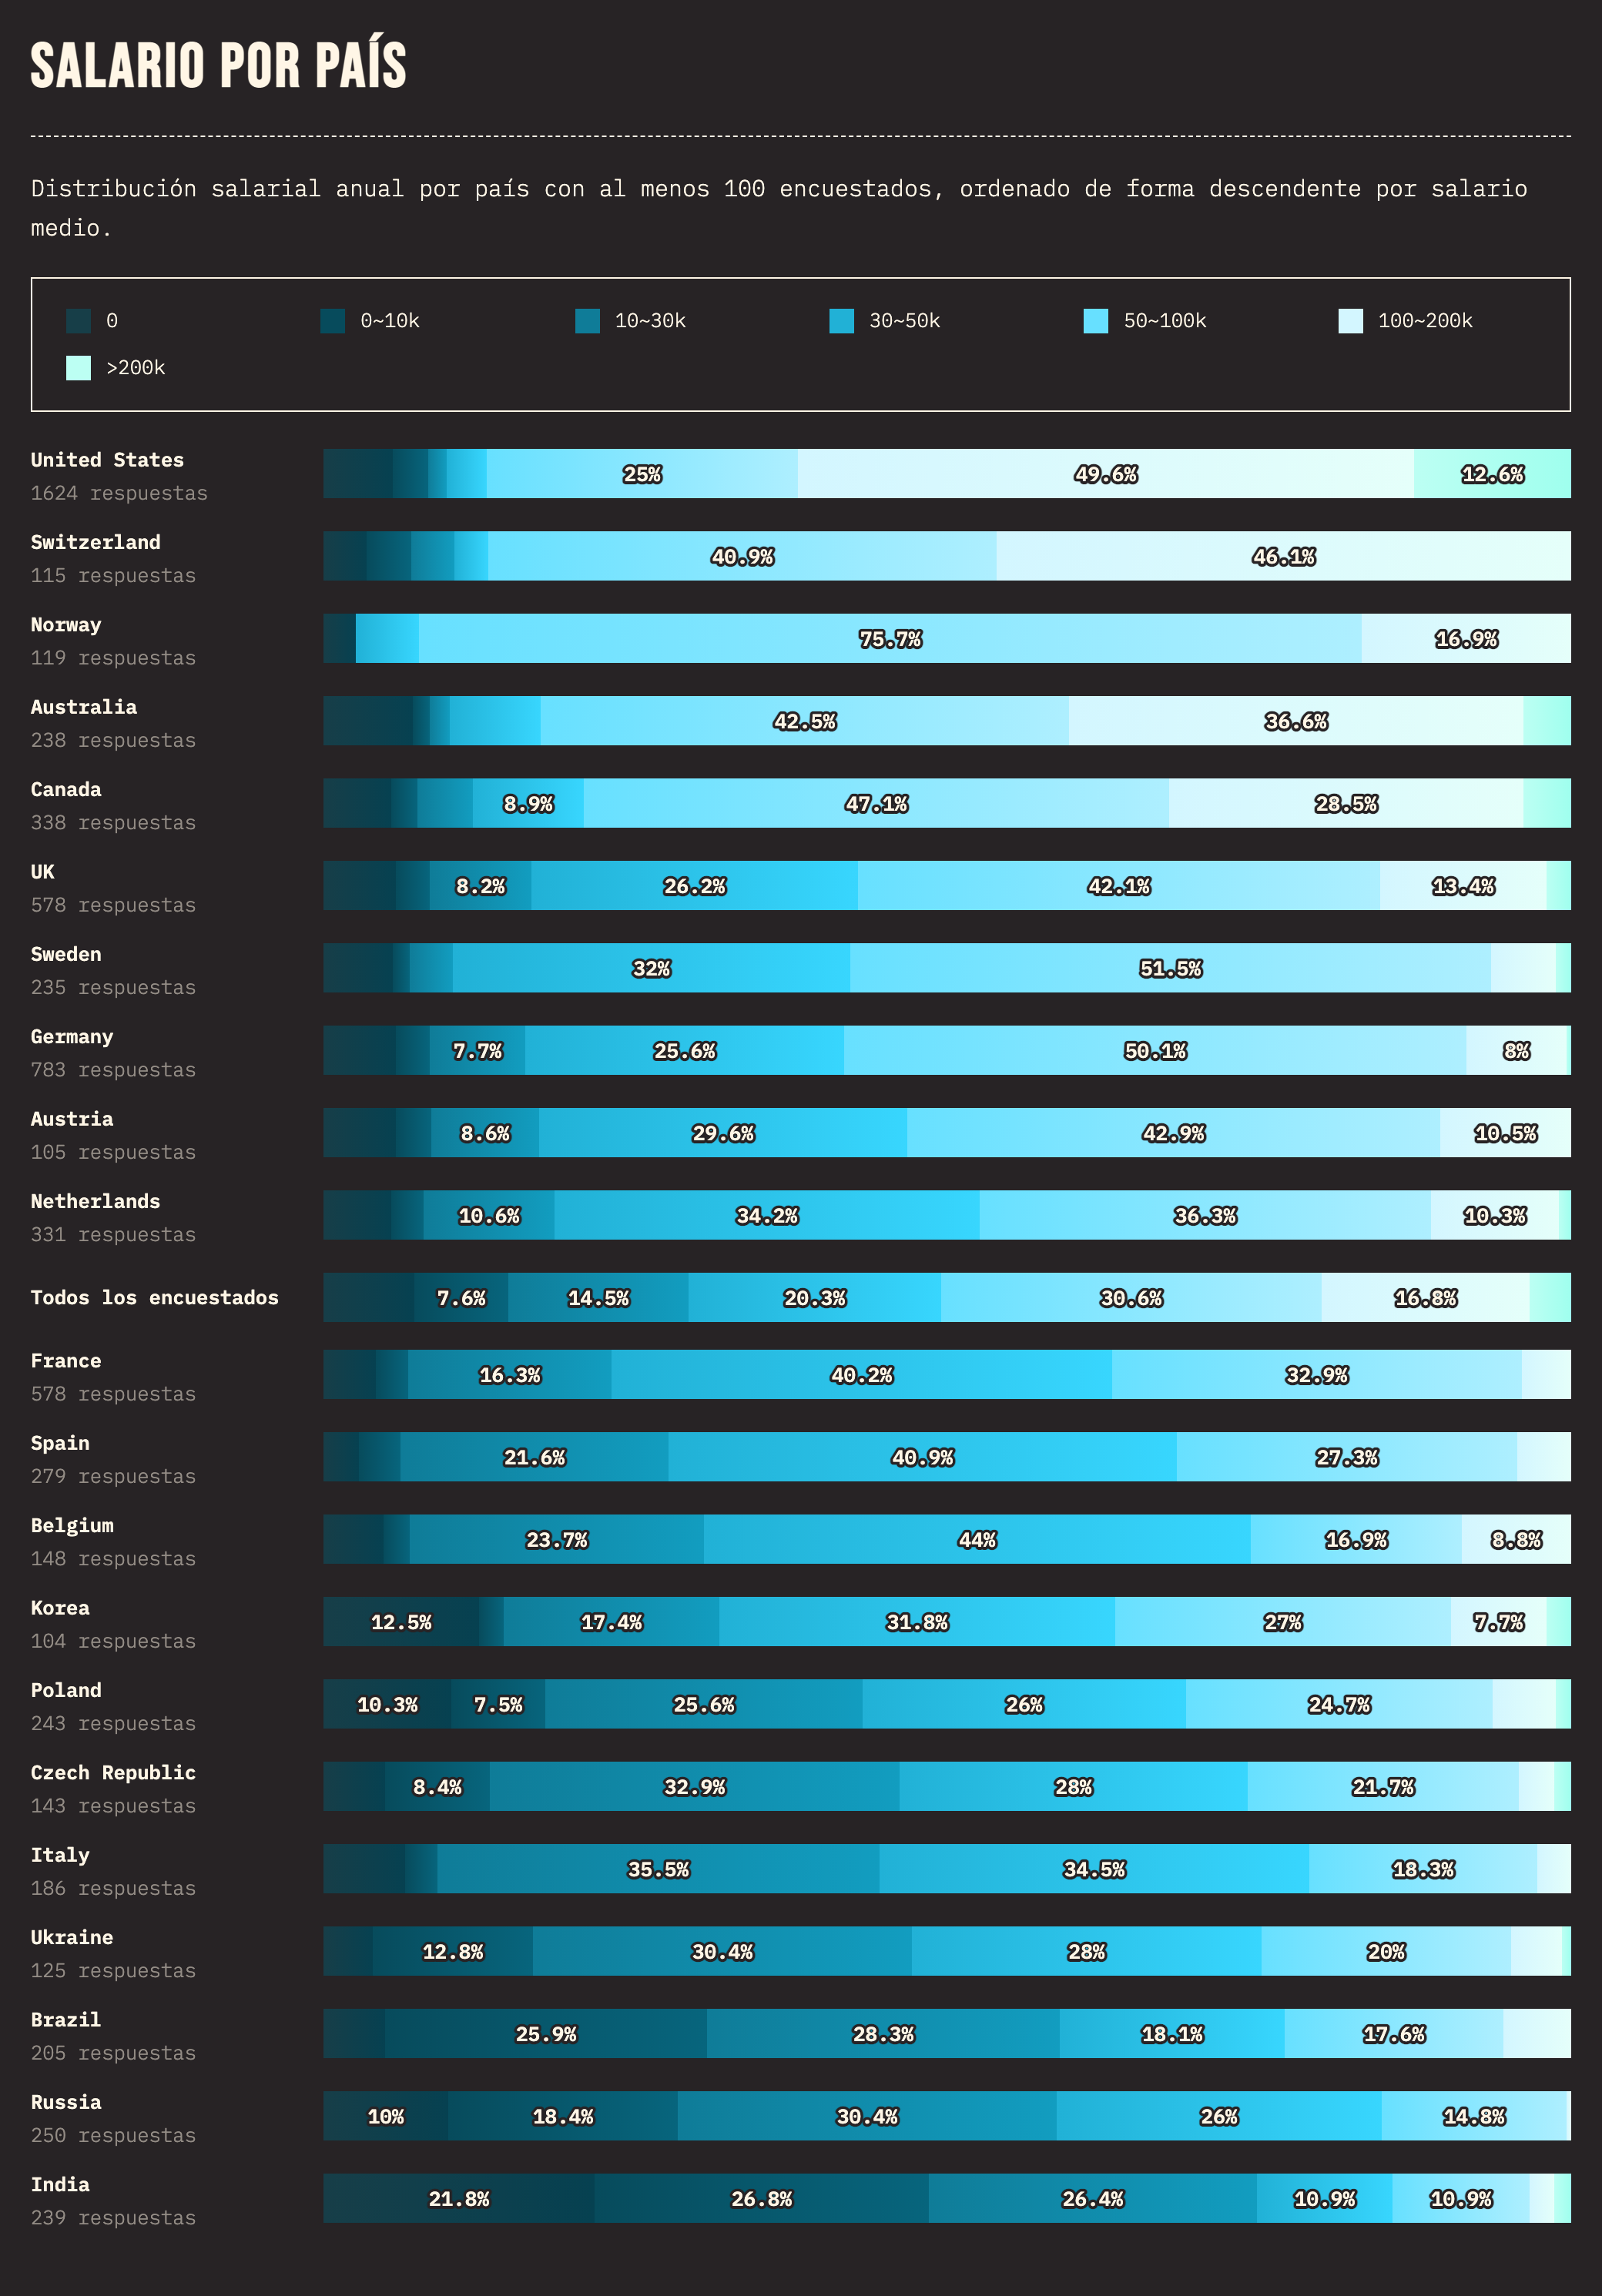 SALARIO POR PAÍS
Distribución salarial anual por país con al menos 100 encuestados, ordenado de forma descendente por salario
medio.
0 0~10k 10~30k 30~50k 50~100k 100~200k
>200k
United States
1624 respuestas
25% 49.6% 12.6%
Switzerland
115 respuestas
40.9% 46.1%
Norway
119 respuestas
75.7% 16.9%
Australia
238 respuestas
42.5% 36.6%
Canada
338 respuestas
8.9% 47.1% 28.5%
UK
578 respuestas
8.2% 26.2% 42.1% 13.4%
Sweden
235 respuestas
32% 51.5%
Germany
783 respuestas
7.7% 25.6% 50.1% 8%
Austria
105 respuestas
8.6% 29.6% 42.9% 10.5%
Netherlands
331 respuestas
10.6% 34.2% 36.3% 10.3%
Todos los encuestados
7.6% 14.5% 20.3% 30.6% 16.8%
France
578 respuestas
16.3% 40.2% 32.9%
Spain
279 respuestas
21.6% 40.9% 27.3%
Belgium
148 respuestas
23.7% 44% 16.9% 8.8%
Korea
104 respuestas
12.5% 17.4% 31.8% 27% 7.7%
Poland
243 respuestas
10.3% 7.5% 25.6% 26% 24.7%
Czech Republic
143 respuestas
8.4% 32.9% 28% 21.7%
Italy
186 respuestas
35.5% 34.5% 18.3%
Ukraine
125 respuestas
12.8% 30.4% 28% 20%
Brazil
205 respuestas
25.9% 28.3% 18.1% 17.6%
Russia
250 respuestas
10% 18.4% 30.4% 26% 14.8%
India
239 respuestas
21.8% 26.8% 26.4% 10.9% 10.9%